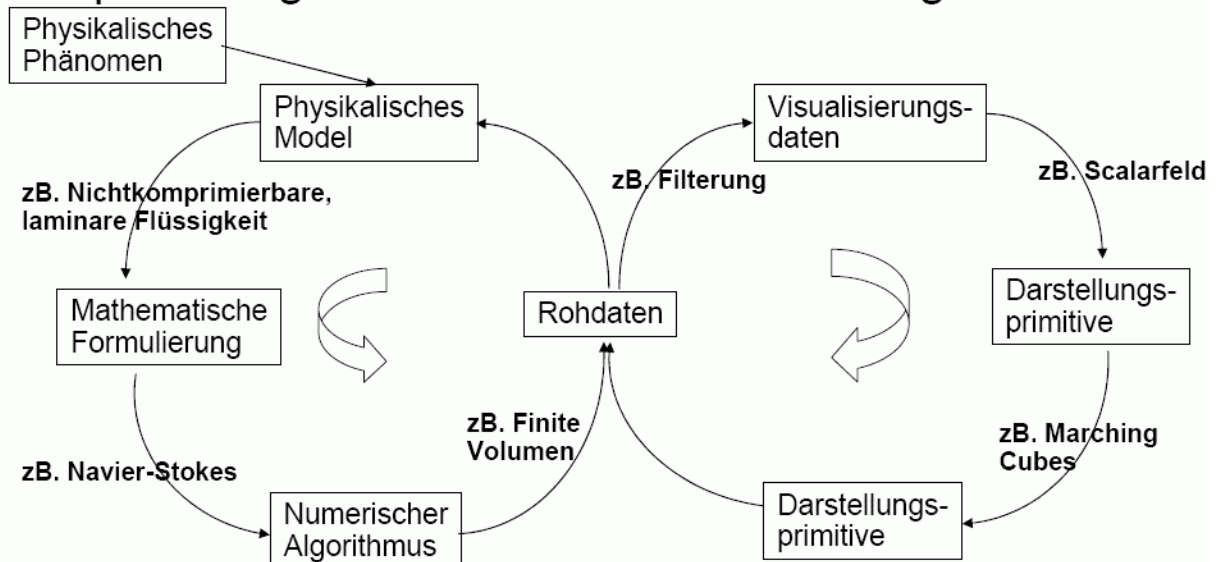 Physikalisches
Phänomen
Physikalisches
Model
zB. Nichtkomprimierbare,
laminare Flüssigkeit
Mathematische
Formulierung
zB. Navier-Stokes
Numerischer
Algorithmus
zB. Finite
Volumen
Rohdaten
zB. Filterung
Visualisierungs-
daten
zB. Scalarfeld
Darstellungs-
primitive
zB. Marching
Cubes
Darstellungs-
primitive